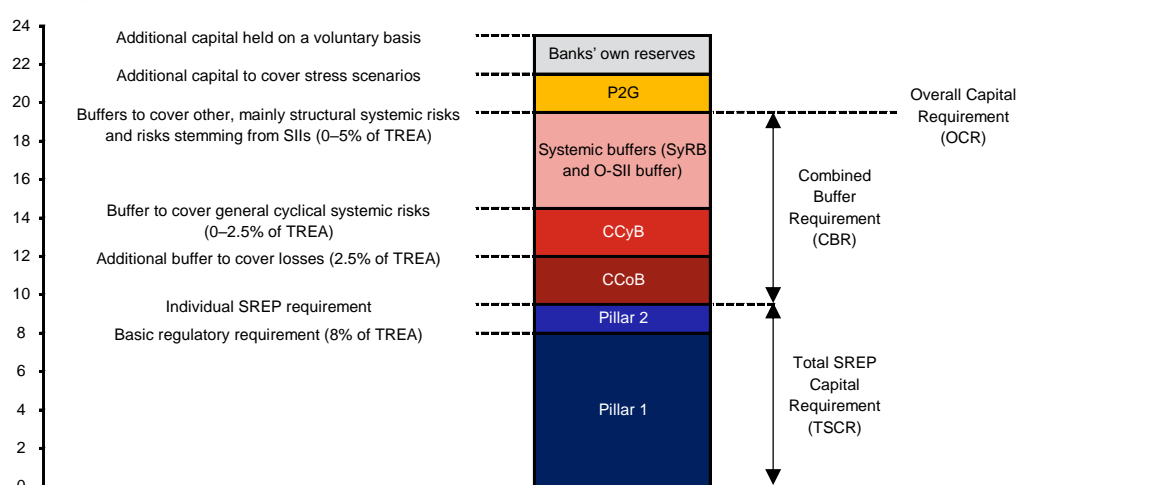 24
22
20
18
16
14
12
10
8
6
4
2
0
Additional capital held on a voluntary basis
Additional capital to cover stress scenarios
Buffers to cover other, mainly structural systemic risks
and risks stemming from SIIs (0–5% of TREA)
Buffer to cover general cyclical systemic risks
(0–2.5% of TREA)
Additional buffer to cover losses (2.5% of TREA)
Individual SREP requirement
Basic regulatory requirement (8% of TREA)
Banks’ own reserves
P2G
Systemic buffers (SyRB
and O-SII buffer)
CCyB
CCoB
Pillar 2
Pillar 1
Overall Capital
Requirement
(OCR)
Combined
Buffer
Requirement
(CBR)
Total SREP
Capital
Requirement
(TSCR)